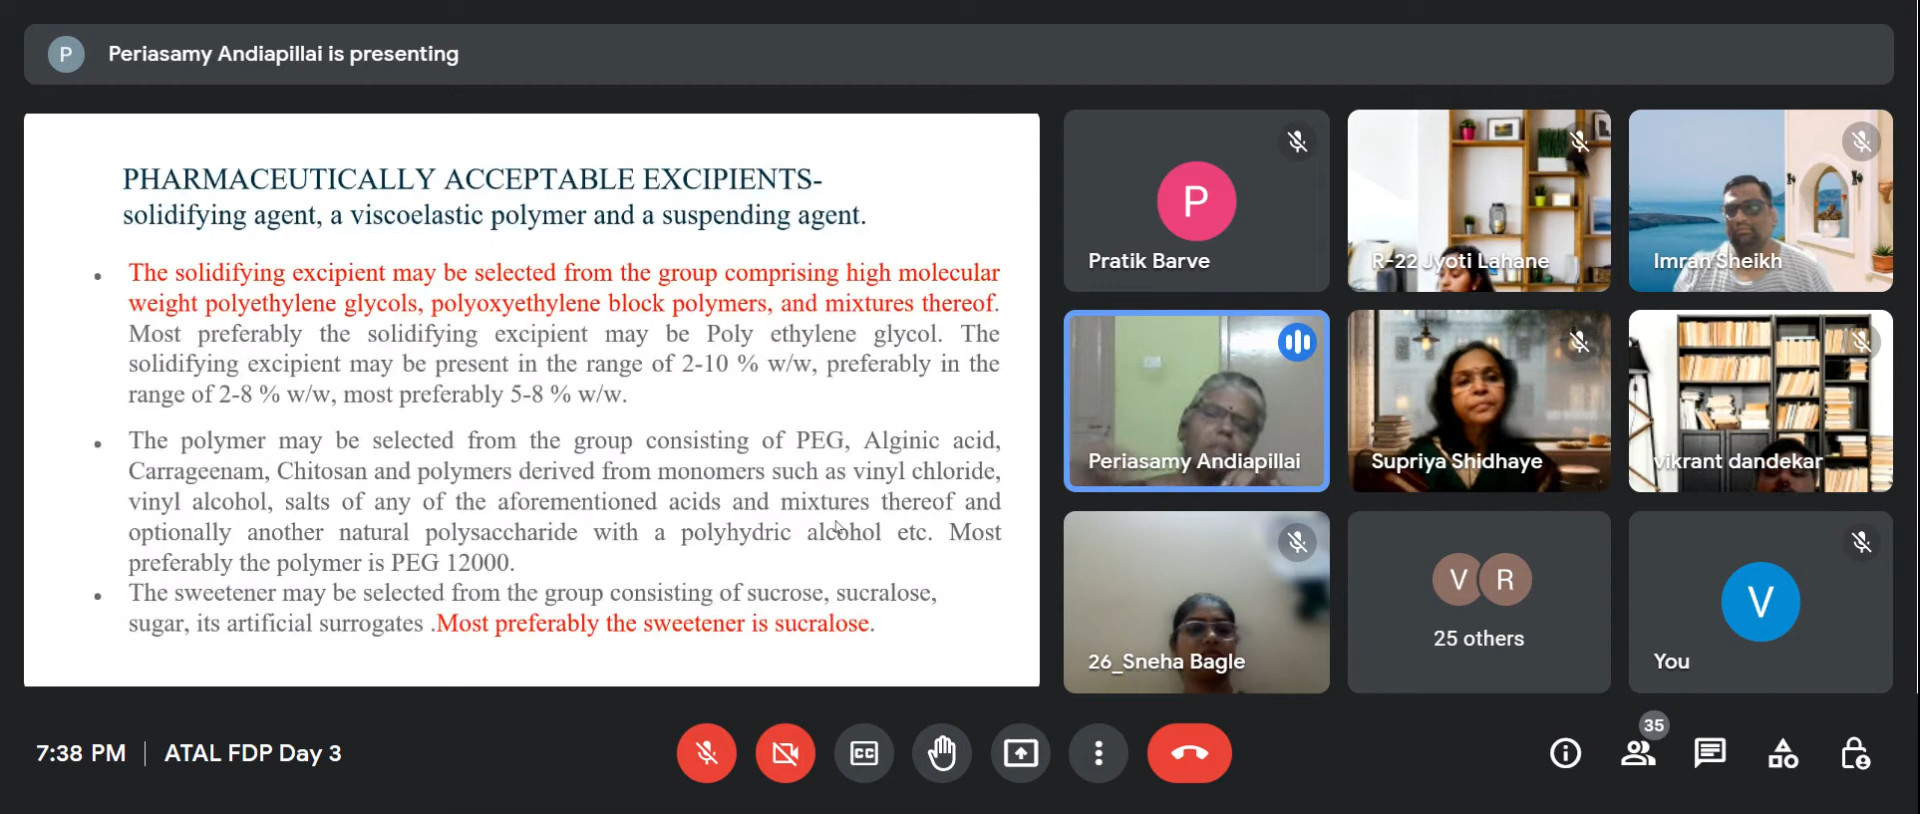 P Periasamy Andiapillai is presenting
PHARMACEUTICALLY ACCEPTABLE EXCIPIENTS-
solidifying agent, a viscoelastic polymer and a suspending agent.
• The solidifying excipient may be selected from the group comprising high molecular
weight polyethylene glycols, polyoxyethylene block polymers, and mixtures thereof.
Most preferably the solidifying excipient may be Poly ethylene glycol. The
solidifying excipient may be present in the range of 2-10 % w/w, preferably in the
range of 2-8 % w/w, most preferably 5-8 % w/w.
• The polymer may be selected from the group consisting of PEG, Alginic acid,
Carrageenam, Chitosan and polymers derived from monomers such as vinyl chloride,
vinyl alcohol, salts of any of the aforementioned acids and mixtures thereof and
optionally another natural polysaccharide with a polyhydric alcohol etc. Most
preferably the polymer is PEG 12000.
• The sweetener may be selected from the group consisting of sucrose, sucralose,
sugar, its artificial surrogates .Most preferably the sweetener is sucralose.
P
Pratik Barve
R-22 Jyoti Lahane
Imran Sheikh
Periasamy Andiapillai
Supriya Shidhaye
vikrant dandekar
26_Sneha Bagle
V R
25 others
V
You
7:38 PM | ATAL FDP Day 3
CC
35